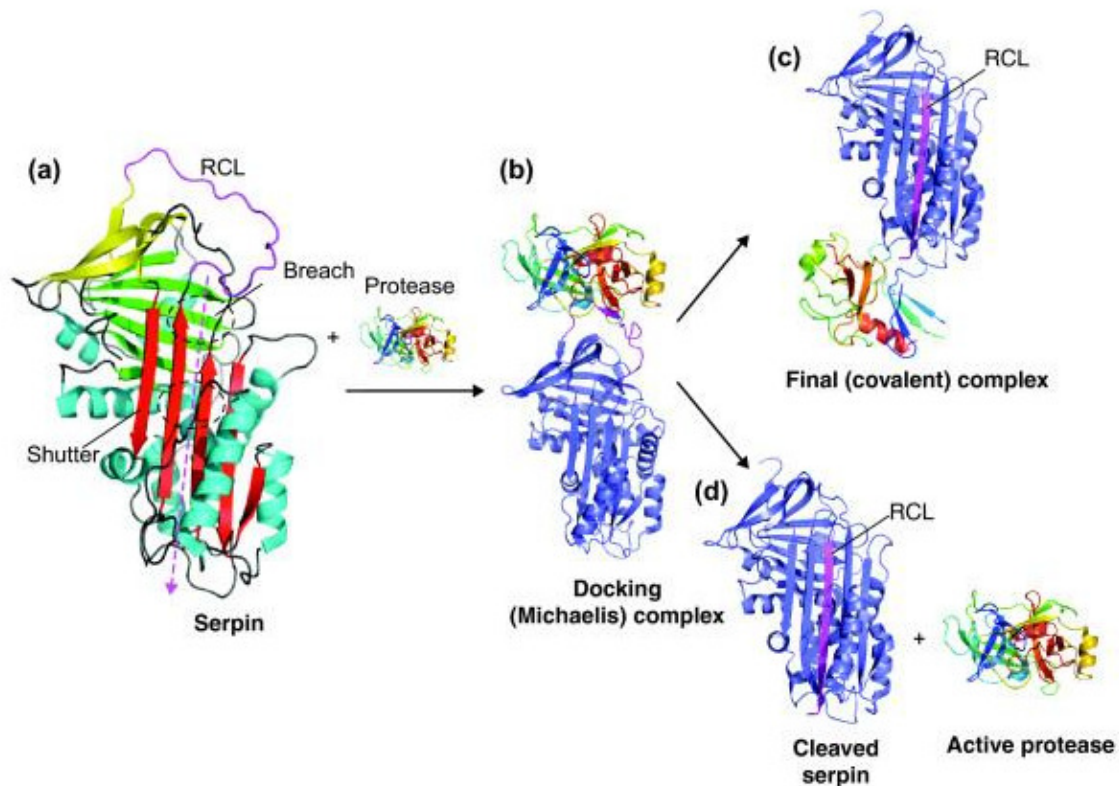 (a)
RCL
Breach
Shutter
Serpin
+
Protease
(b)
Docking
(Michaelis) complex
(c)
RCL
Final (covalent) complex
(d)
RCL
Cleaved
serpin
+
Active protease